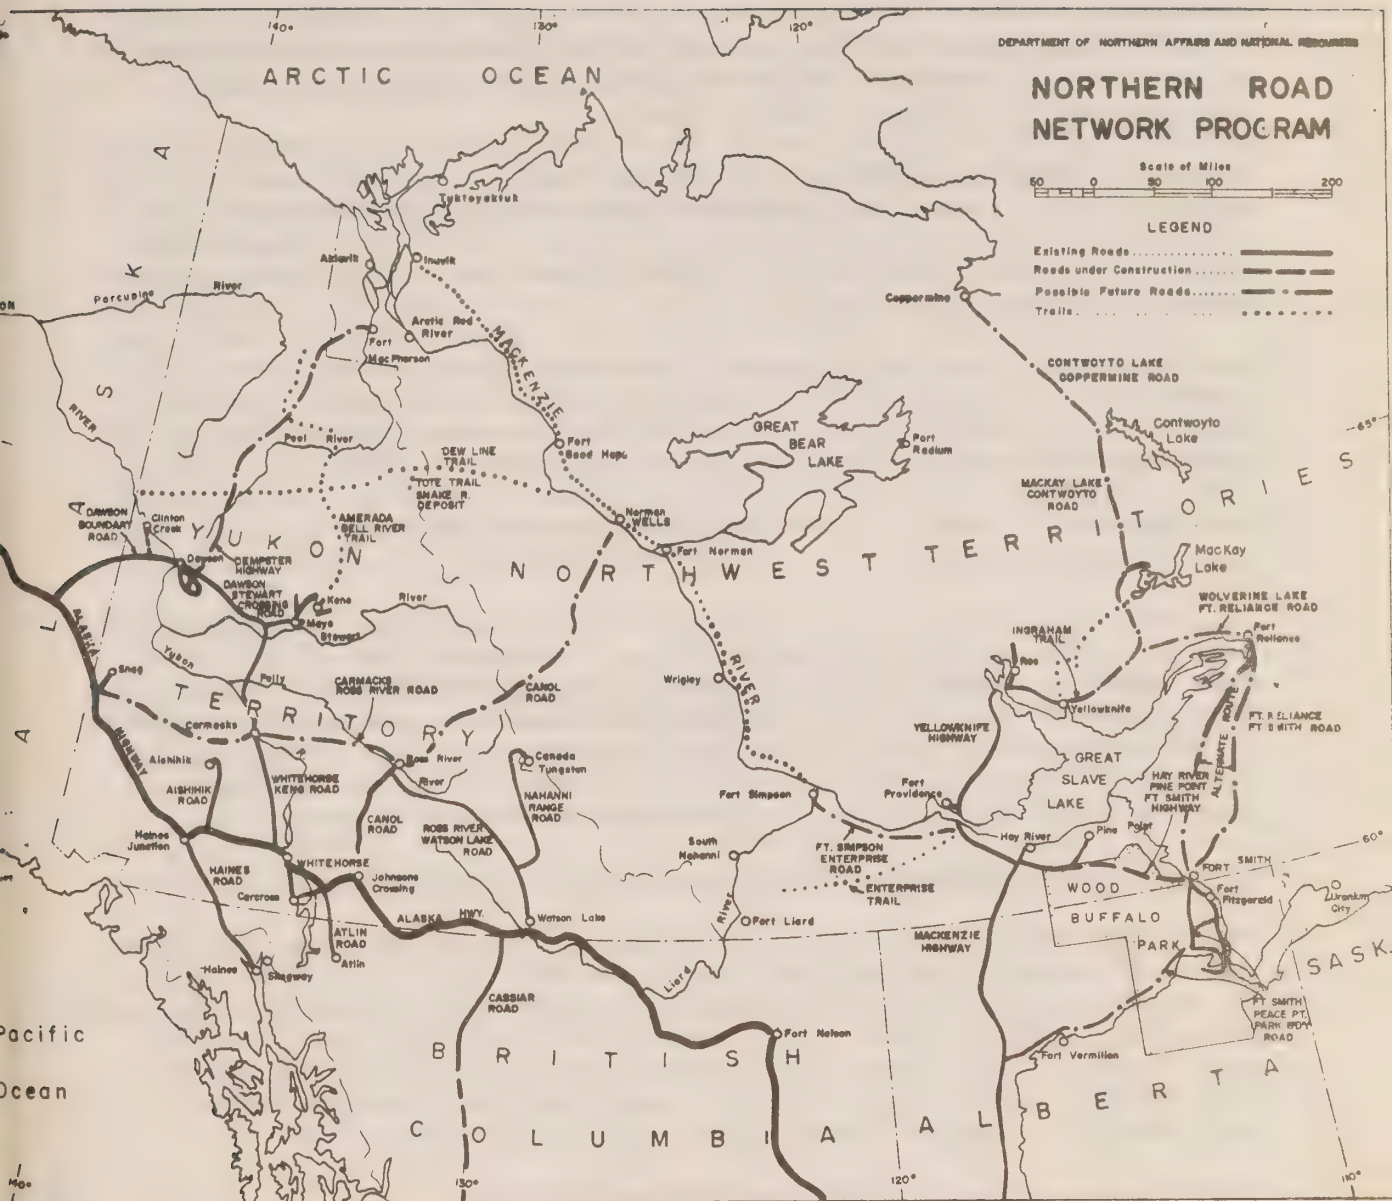 140°
130°
120°
DEPARTMENT OF NORTHERN AFFAIRS AND NATIONAL RESOURCES
ARCTIC OCEAN
NORTHERN ROAD
NETWORK PROGRAM
Scale of Miles
50 0 50 100 200
LEGEND
Existing Roads
Roads under Construction
Possible Future Roads
Trails
Tuktoyaktuk
Aklavik
Inuvik
Porcupine River
Coppermine
Arctic Red
River
Fort
MacPherson
MACKENZIE
CONTWOYTO LAKE
COPPERMINE ROAD
RIVER
GREAT
BEAR
LAKE
Port
Radium
Contwoyto
Lake
65°
Peel River
Fort
Good Hope
DEW LINE
TRAIL
TOTE TRAIL
SNAKE R.
DEPOSIT
MACKAY LAKE
CONTWOYTO
ROAD
DAWSON
BOUNDARY
ROAD
Clinton
Creek
AMERADA
BELL RIVER
TRAIL
Norman
WELLS
Fort Norman
YUKON
NORTHWEST TERRITORIES
Dawson
DEMPSTER
HIGHWAY
DAWSON
STEWART
CROSSING
ROAD
Keno
Mayo
Stewart
River
MacKay
Lake
WOLVERINE LAKE
FT. RELIANCE ROAD
Fort
Reliance
INGRAHAM
TRAIL
Rae
Yellowknife
ALASKA
Snag
Yukon
Pelly
CARMACKS
ROSS RIVER ROAD
CANOL
ROAD
Wrigley
RIVER
TERRITORY
Carmacks
YELLOWKNIFE
HIGHWAY
ALTERNATE ROUTE
FT. RELIANCE
FT SMITH ROAD
ALASKA
HIGHWAY
Aishihik
AISHIHIK
ROAD
WHITEHORSE
KENO ROAD
Ross River
River
Canada
Tungsten
NAHANNI
RANGE
ROAD
GREAT
SLAVE
LAKE
Fort Simpson
Fort
Providence
HAY RIVER
PINE POINT
FT SMITH
HIGHWAY
Haines
Junction
CANOL
ROAD
ROSS RIVER
WATSON LAKE
ROAD
South
Nahanni
FT. SIMPSON
ENTERPRISE
ROAD
Hay River
Pine Point
60°
HAINES
ROAD
WHITEHORSE
Johnsons
Crossing
ENTERPRISE
TRAIL
FORT SMITH
WOOD
BUFFALO
PARK
Fort
Fitzgerald
Uranium
City
Carcross
ALASKA HWY.
Watson Lake
River
Fort Liard
MACKENZIE
HIGHWAY
ATLIN
ROAD
Atlin
Haines
Skagway
CASSIAR
ROAD
Liard
SASK.
FT SMITH
PEACE PT.
PARK BDY
ROAD
Pacific
Ocean
Fort Nelson
Fort Vermilion
BRITISH
COLUMBIA
ALBERTA
140°
130°
120°
110°